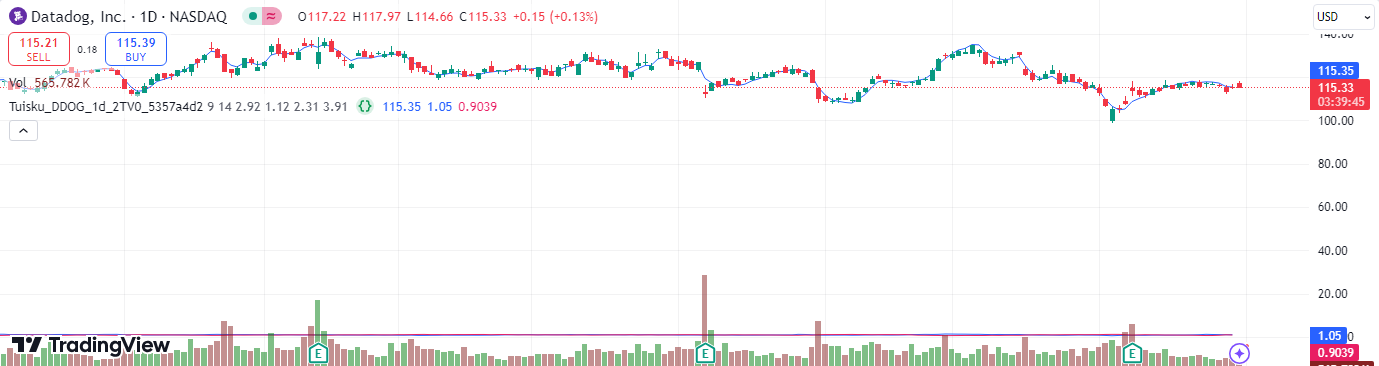 Datadog, Inc. · 1D · NASDAQ O117.22 H117.97 L114.66 C115.33 +0.15 (+0.13%)
USD
115.21 SELL
0.18
115.39 BUY
Vol 565.782 K
Tuisku_DDOG_1d_2TV0_5357a4d2 9 14 2.92 1.12 2.31 3.91 {} 115.35 1.05 0.9039
115.35
115.33
03:39:45
100.00
80.00
60.00
40.00
20.00
1.05
0.9039
TradingView
E
E
E